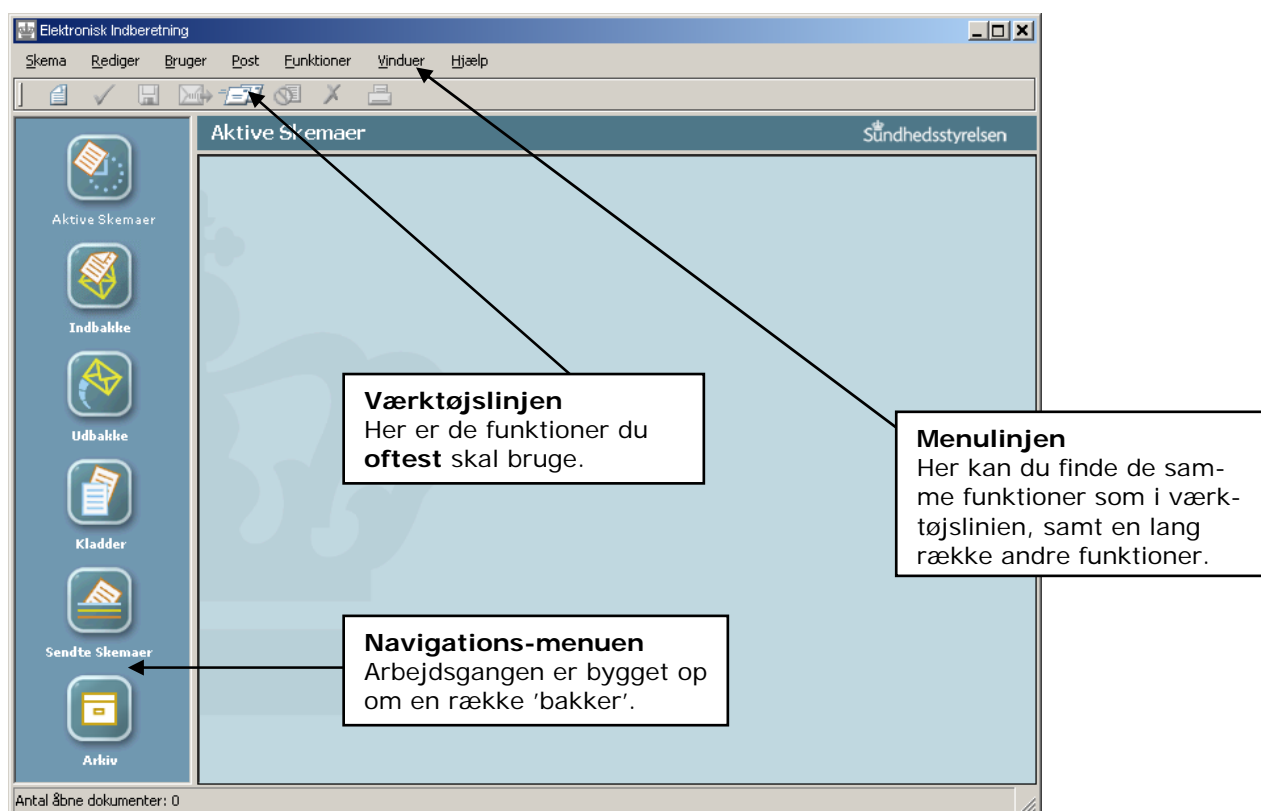 Elektronisk Indberetning
Skema Rediger Bruger Post Funktioner Vinduer Hjælp
Aktive Skemaer
Sundhedsstyrelsen
Aktive Skemaer
Indbakke
Udbakke
Kladder
Sendte Skemaer
Arkiv
Værktøjslinjen
Her er de funktioner du
oftest skal bruge.
Menulinjen
Her kan du finde de sam-
me funktioner som i værk-
tøjslinien, samt en lang
række andre funktioner.
Navigations-menuen
Arbejdsgangen er bygget op
om en række ’bakker’.
Antal åbne dokumenter: 0